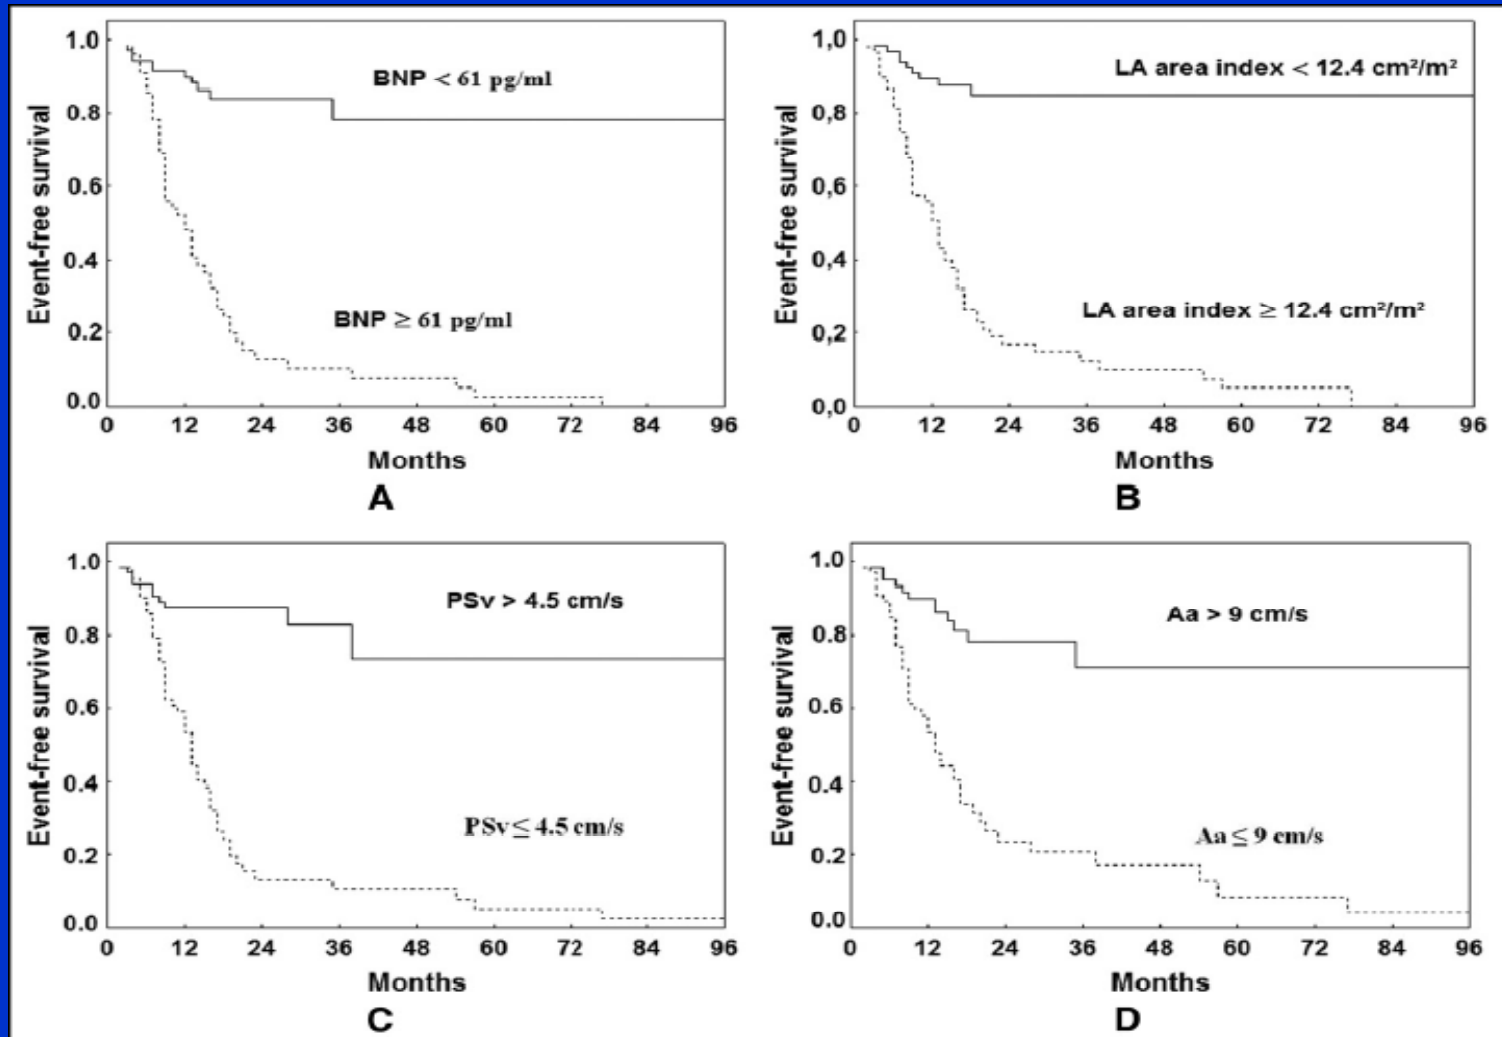 1.0
0.8
0.6
0.4
0.2
0.0
Event-free survival
BNP < 61 pg/ml
BNP ≥ 61 pg/ml
0 12 24 36 48 60 72 84 96
Months
A
1,0
0,8
0,6
0,4
0,2
0,0
Event-free survival
LA area index < 12.4 cm²/m²
LA area index ≥ 12.4 cm²/m²
0 12 24 36 48 60 72 84 96
Months
B
1.0
0.8
0.6
0.4
0.2
0.0
Event-free survival
PSv > 4.5 cm/s
PSv ≤ 4.5 cm/s
0 12 24 36 48 60 72 84 96
Months
C
1.0
0.8
0.6
0.4
0.2
0.0
Event-free survival
Aa > 9 cm/s
Aa ≤ 9 cm/s
0 12 24 36 48 60 72 84 96
Months
D